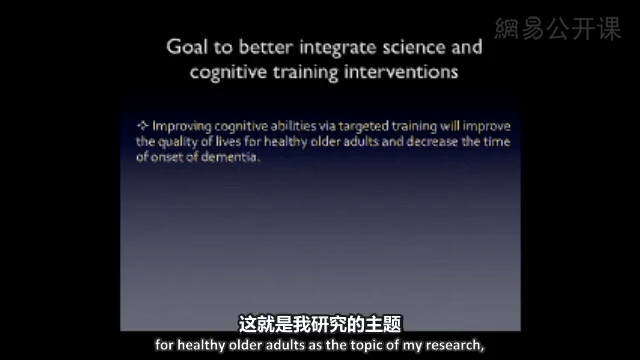 網易公开课
Goal to better integrate science and
cognitive training interventions
✧ Improving cognitive abilities via targeted training will improve
the quality of lives for healthy older adults and decrease the time
of onset of dementia.
这就是我研究的主题
for healthy older adults as the topic of my research,